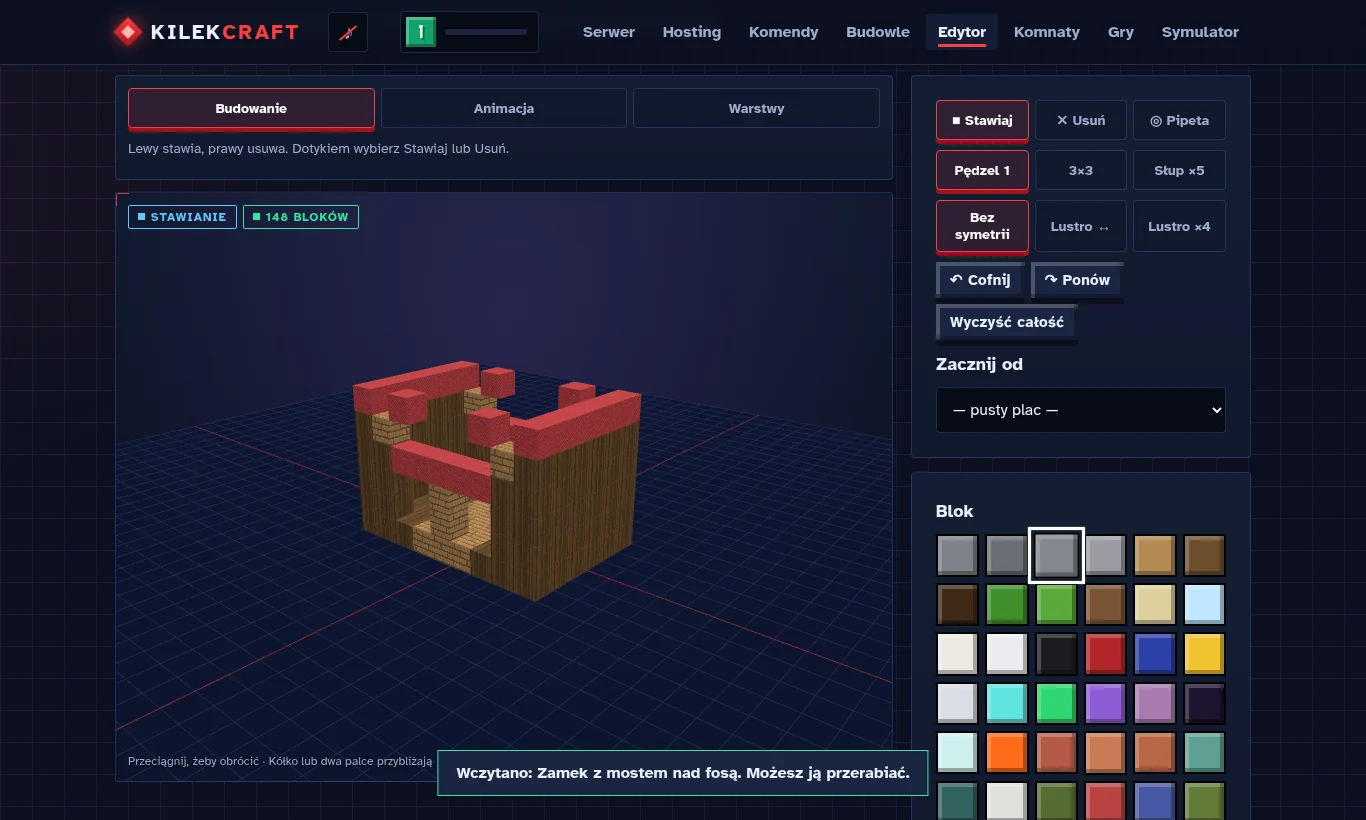 KILEKCRAFT
Serwer
Hosting
Komendy
Budowle
Edytor
Komnaty
Gry
Symulator
Budowanie
Animacja
Warstwy
Lewy stawia, prawy usuwa. Dotykiem wybierz Stawiaj lub Usuń.
STAWIANIE
148 BLOKÓW
Przeciągnij, żeby obrócić · Kółko lub dwa palce przybliżają
Wczytano: Zamek z mostem nad fosą. Możesz ją przerabiać.
■ Stawiaj
✕ Usuń
◎ Pipeta
Pędzel 1
3×3
Słup ×5
Bez
symetrii
Lustro ↔
Lustro ×4
↶ Cofnij
↷ Ponów
Wyczyść całość
Zacznij od
— pusty plac —
Blok